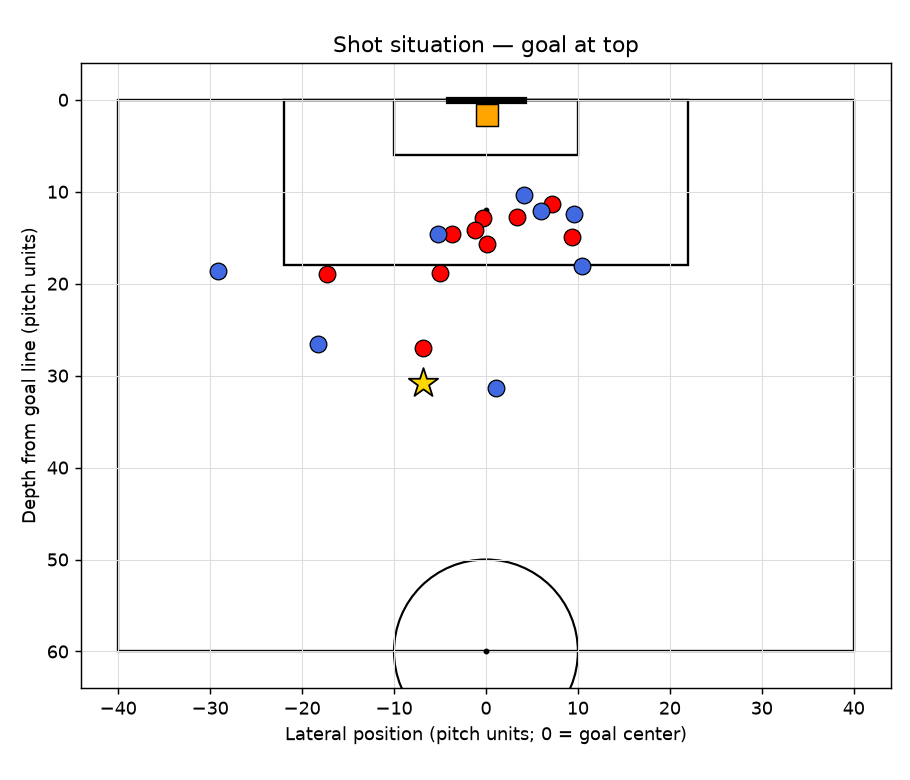 Shot situation — goal at top
Depth from goal line (pitch units)
0
10
20
30
40
50
60
−40 −30 −20 −10 0 10 20 30 40
Lateral position (pitch units; 0 = goal center)